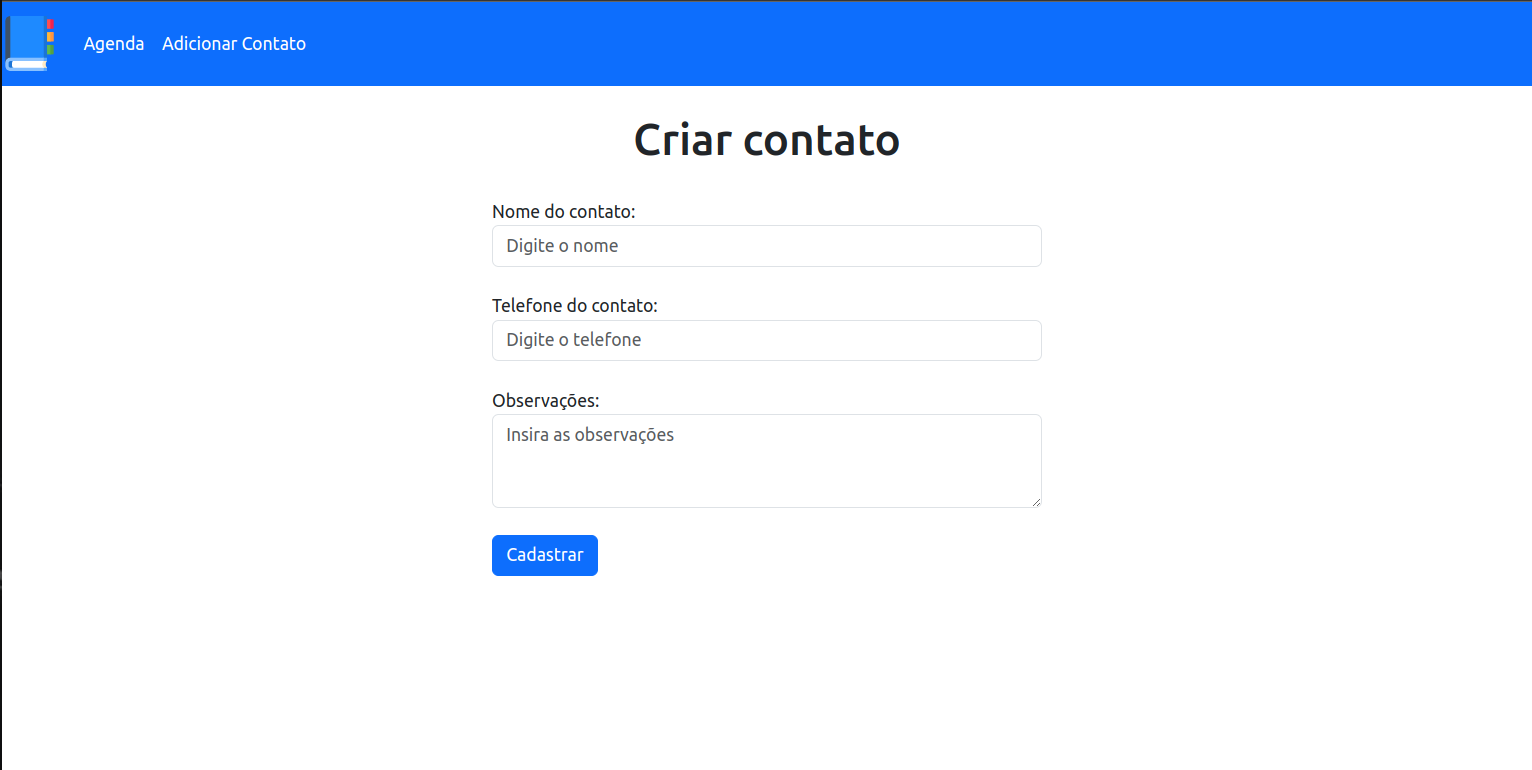 Agenda Adicionar Contato
Criar contato
Nome do contato:
Digite o nome
Telefone do contato:
Digite o telefone
Observações:
Insira as observações
Cadastrar